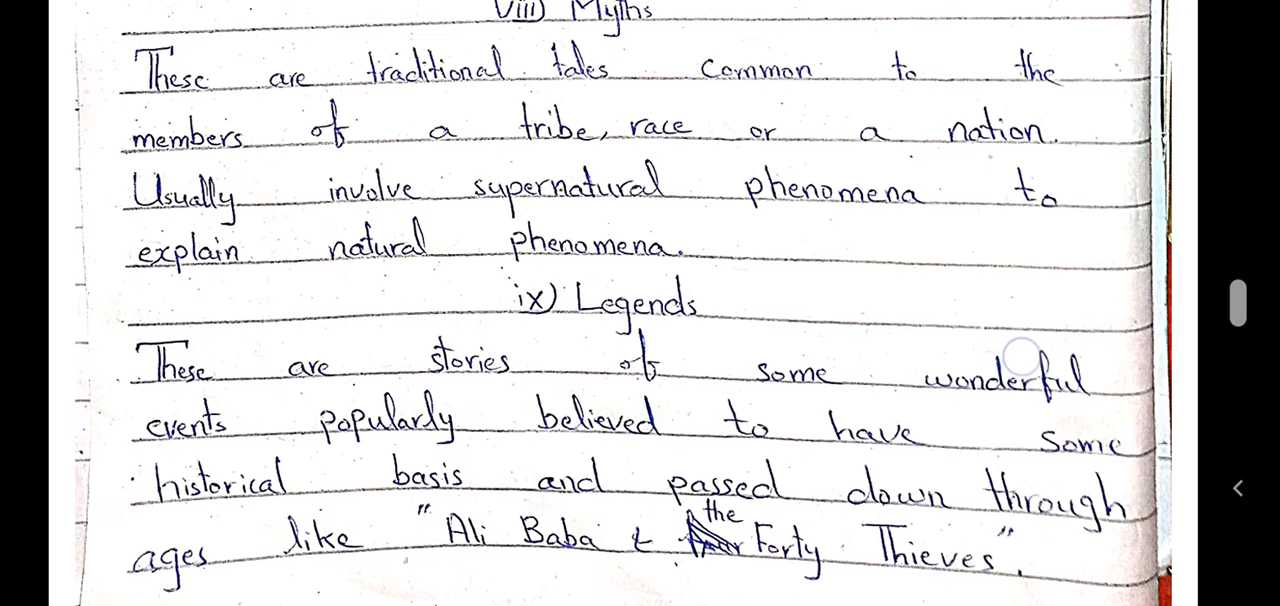 viii) Myths
These are traditional tales common to the
members of a tribe, race or a nation.
Usually involve supernatural phenomena to
explain natural phenomena.
ix) Legends
These are stories of some wonderful
events popularly believed to have some
historical basis and passed down through
ages like "Ali Baba & the Forty Thieves".